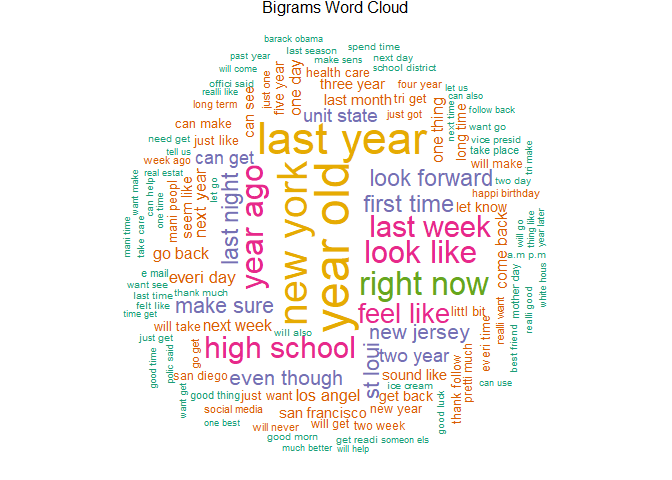 Bigrams Word Cloud
barack obama
past year
last season
spend time
will come
make sens
next day
offici said
health care
school district
realli like
just one
five year
one day
three year
four year
let us
long term
can see
last month
tri get
can also
unit state
just got
follow back
can make
last year
one thing
next time
long time
want go
need get
just like
vice presid
tell us
take place
tri make
week ago
can get
will make
real estat
let go
year ago
new york
year old
look forward
two day
want make
can help
mani peopl
seem like
next year
last night
first time
happi birthday
one time
let know
mani time
take care
last week
come back
will go
thing like
year later
go back
look like
a.m p.m
e mail
everi day
right now
want see
thank much
realli want
mother day
white hous
last time
make sure
felt like
feel like
littl bit
realli good
time get
will take
next week
will also
new jersey
everi time
best friend
just get
go get
high school
st loui
two year
pretti much
good time
polic said
san diego
even though
sound like
thank follow
ice cream
can use
want get
good thing
just want
los angel
get back
good luck
social media
san francisco
new year
one best
will never
will get
two week
good morn
get readi
someon els
much better
will help